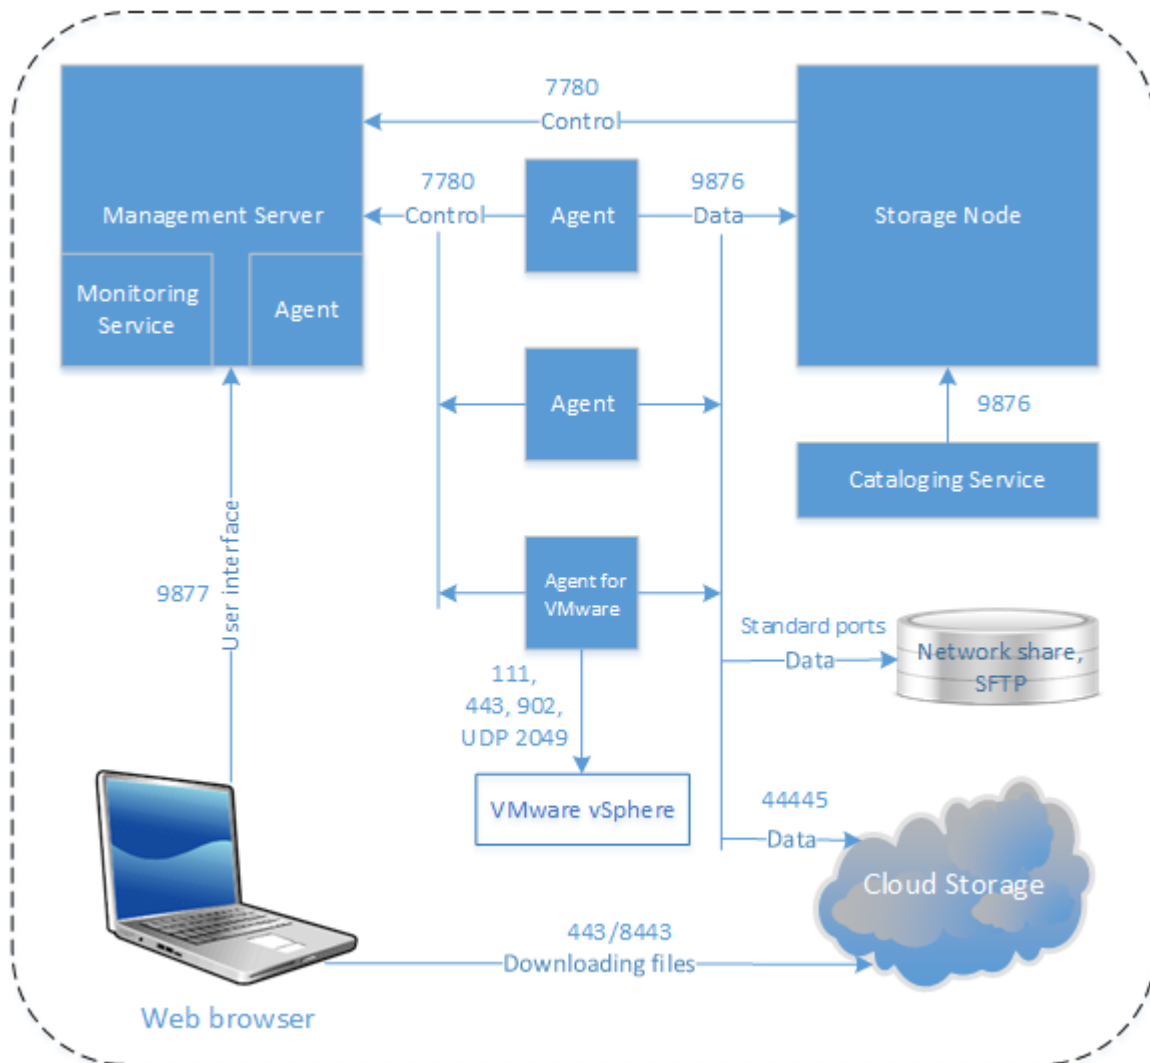 7780
Control
7780
Control
Agent
9876
Data
Management Server
Storage Node
Monitoring
Service
Agent
Agent
9876
Cataloging Service
9877
User interface
Agent for
VMware
Standard ports
Data
Network share,
SFTP
111,
443, 902,
UDP 2049
VMware vSphere
44445
Data
Cloud Storage
443/8443
Downloading files
Web browser